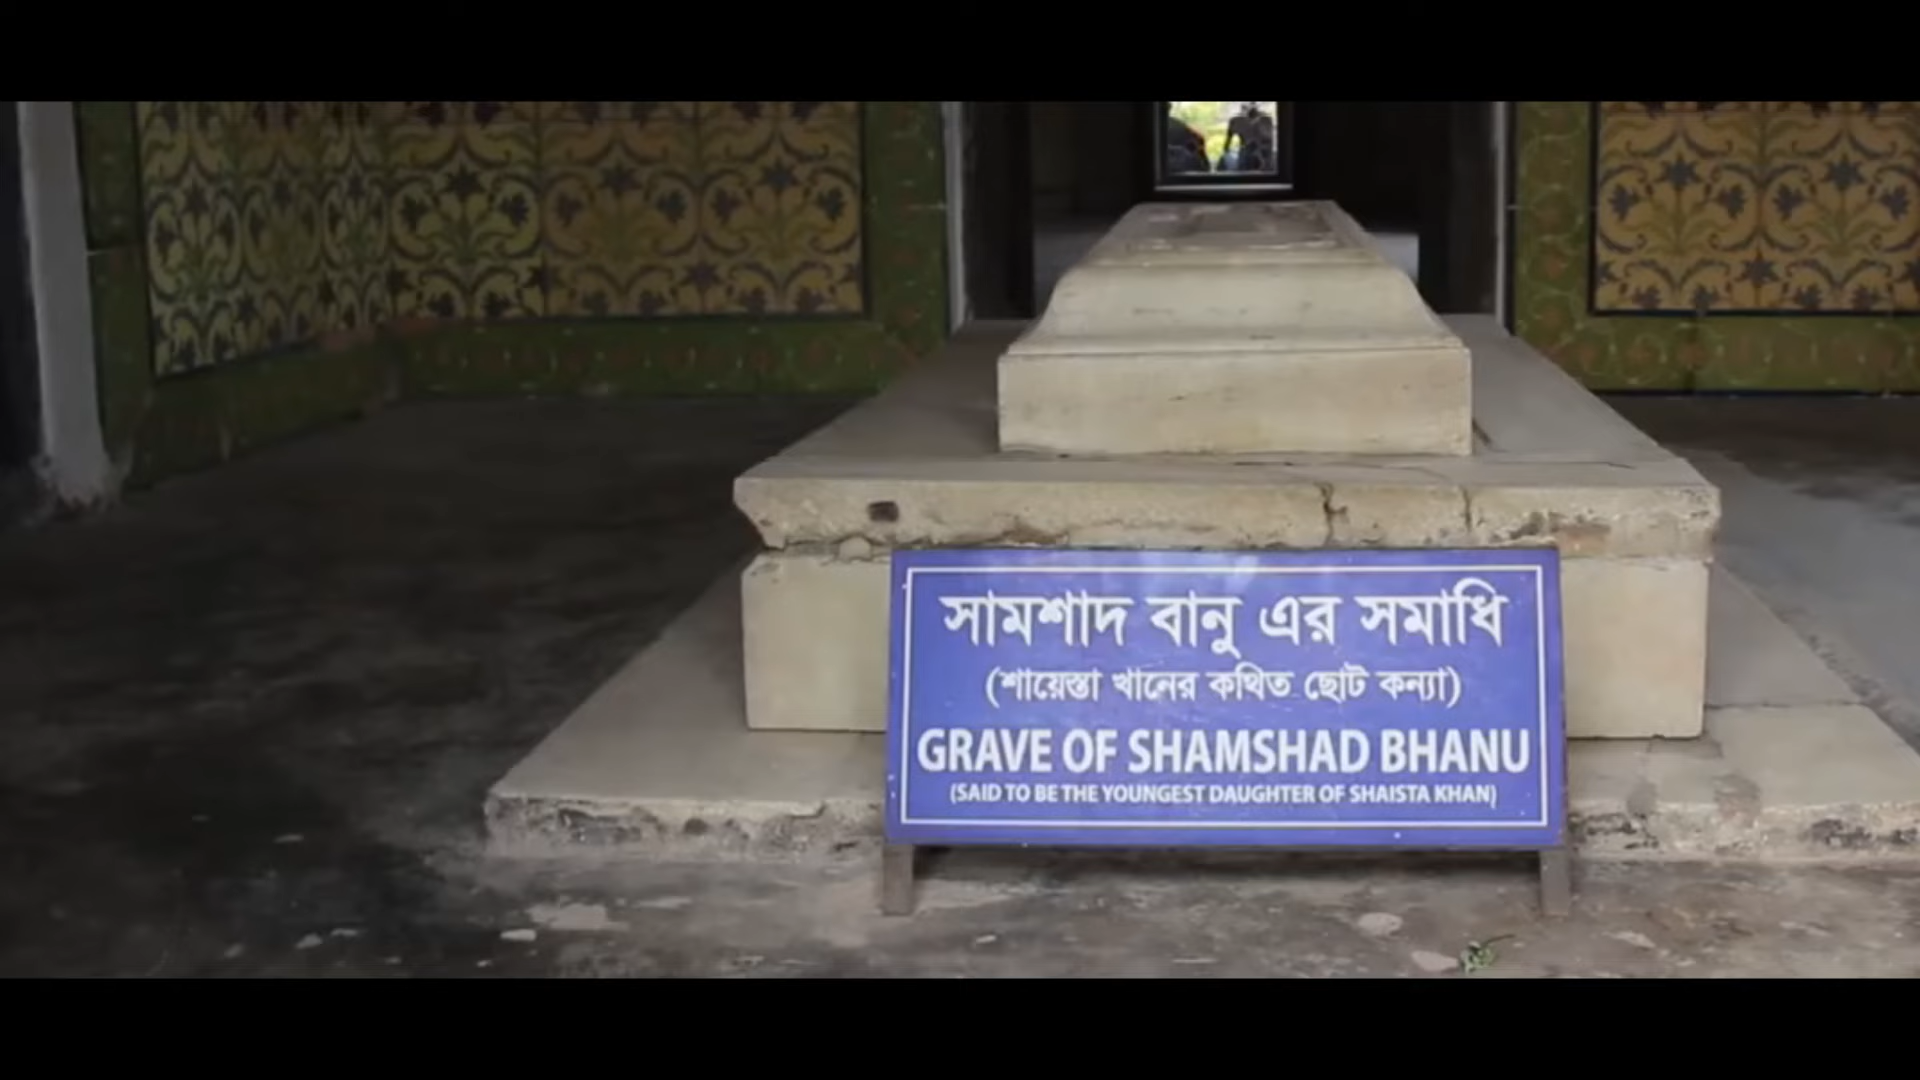 সামশাদ বানু এর সমাধি
(শায়েস্তা খানের কথিত ছোট কন্যা)
GRAVE OF SHAMSHAD BHANU
(SAID TO BE THE YOUNGEST DAUGHTER OF SHAISTA KHAN)